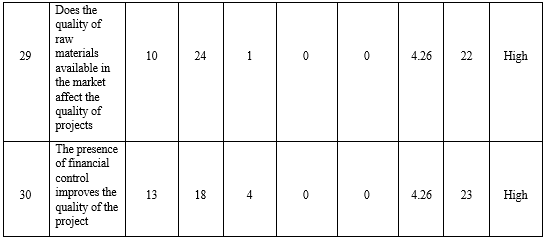 29
Does the
quality of
raw
materials
available in
the market
affect the
quality of
projects
10
24
1
0
0
4.26
22
High
30
The presence
of financial
control
improves the
quality of the
project
13
18
4
0
0
4.26
23
High